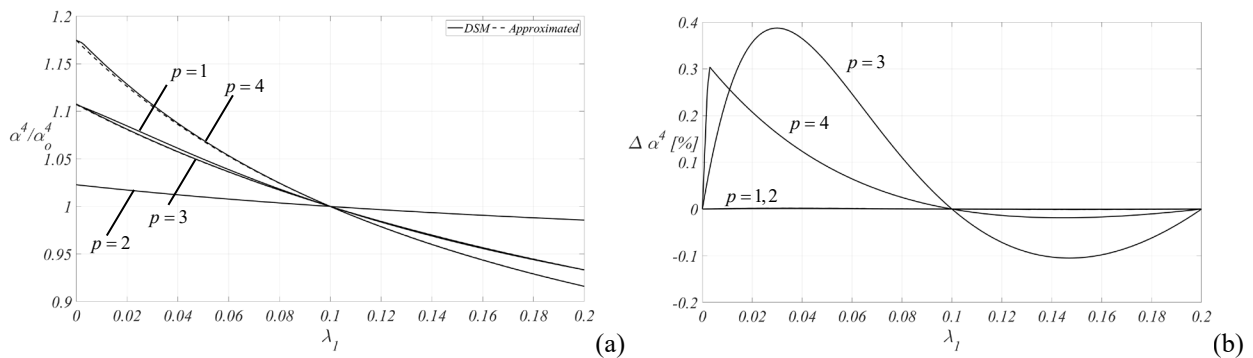 1.2
DSM Approximated
1.15
p = 1
p = 4
1.1
α⁴/α⁴ₒ
1.05
1
p = 3
p = 2
0.95
0.9
0 0.02 0.04 0.06 0.08 0.1 0.12 0.14 0.16 0.18 0.2
λ₁
(a)
0.4
p = 3
0.3
0.2
p = 4
Δ α⁴ [%]
0.1
p = 1, 2
0
-0.1
-0.2
0 0.02 0.04 0.06 0.08 0.1 0.12 0.14 0.16 0.18 0.2
λ₁
(b)